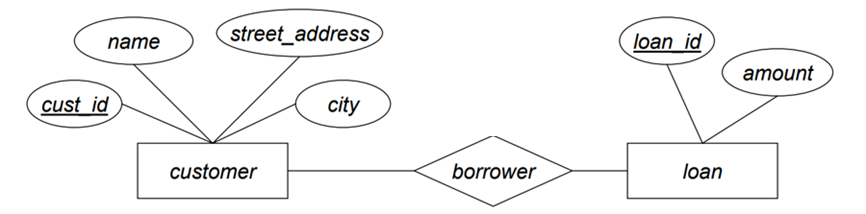 name
street_address
loan_id
amount
cust_id
city
customer
borrower
loan